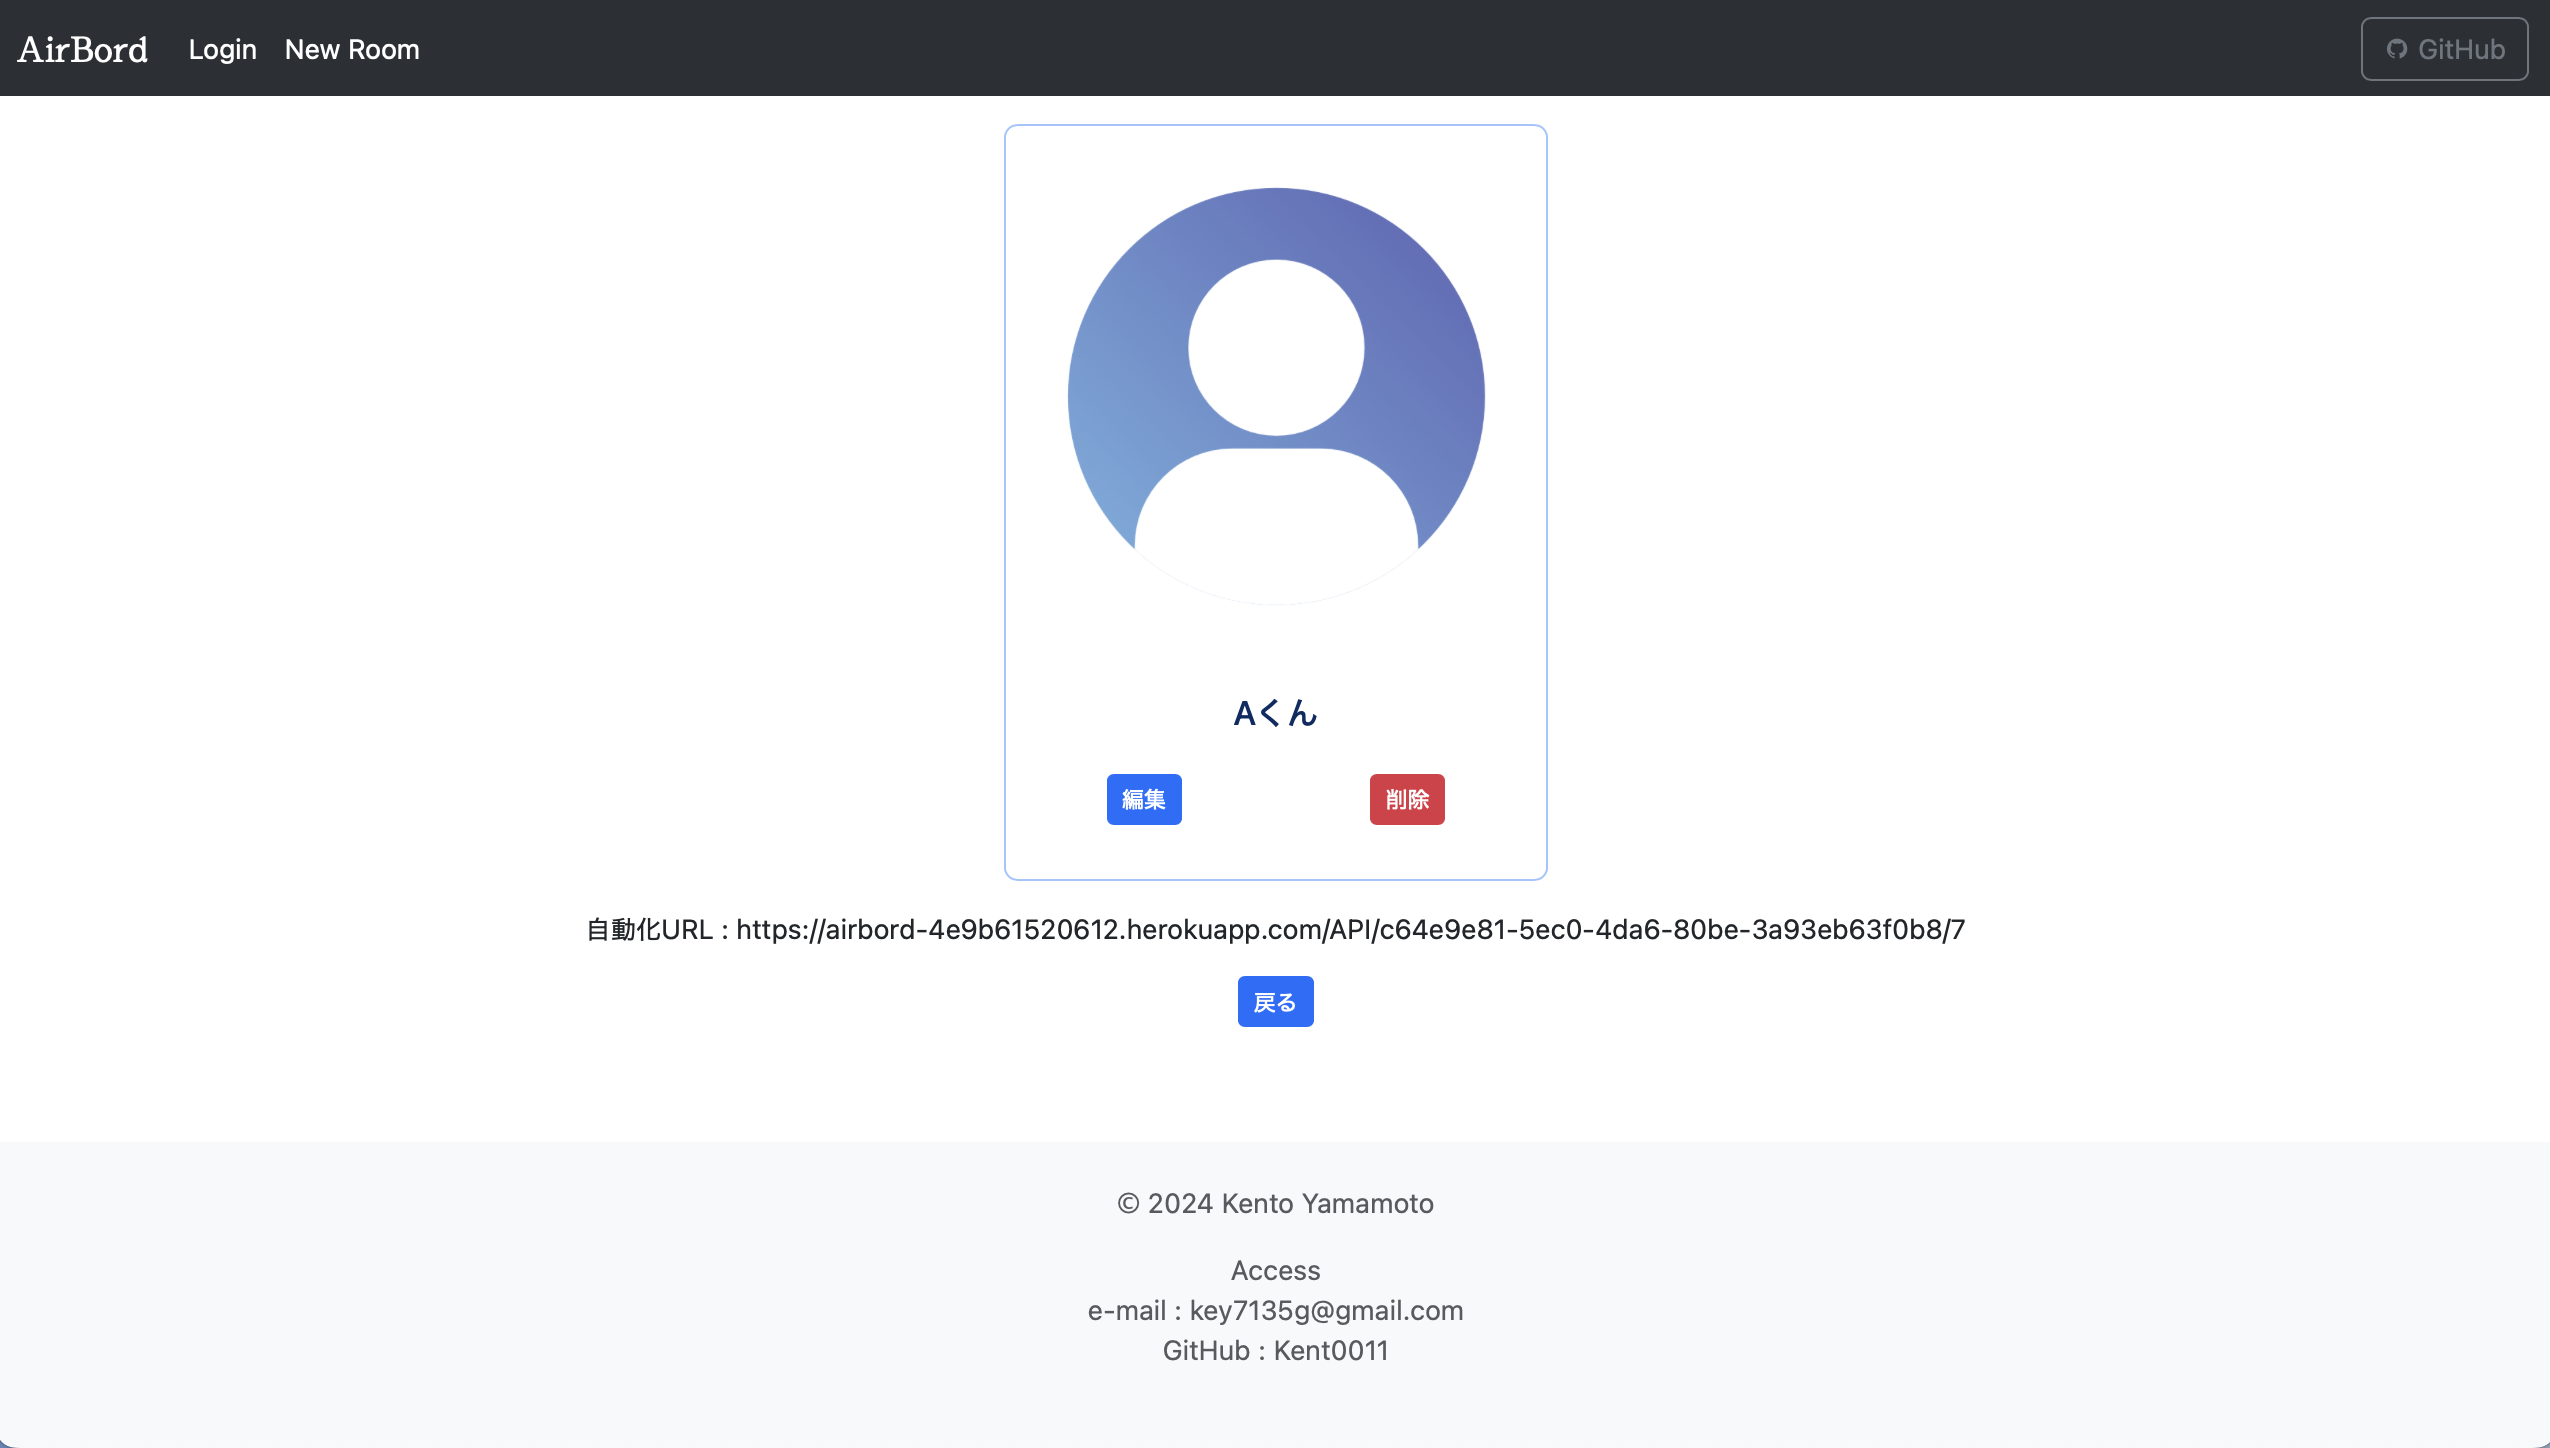 AirBord Login New Room GitHub
Aくん
編集 削除
自動化URL : https://airbord-4e9b61520612.herokuapp.com/API/c64e9e81-5ec0-4da6-80be-3a93eb63f0b8/7
戻る
© 2024 Kento Yamamoto
Access
e-mail : key7135g@gmail.com
GitHub : Kent0011